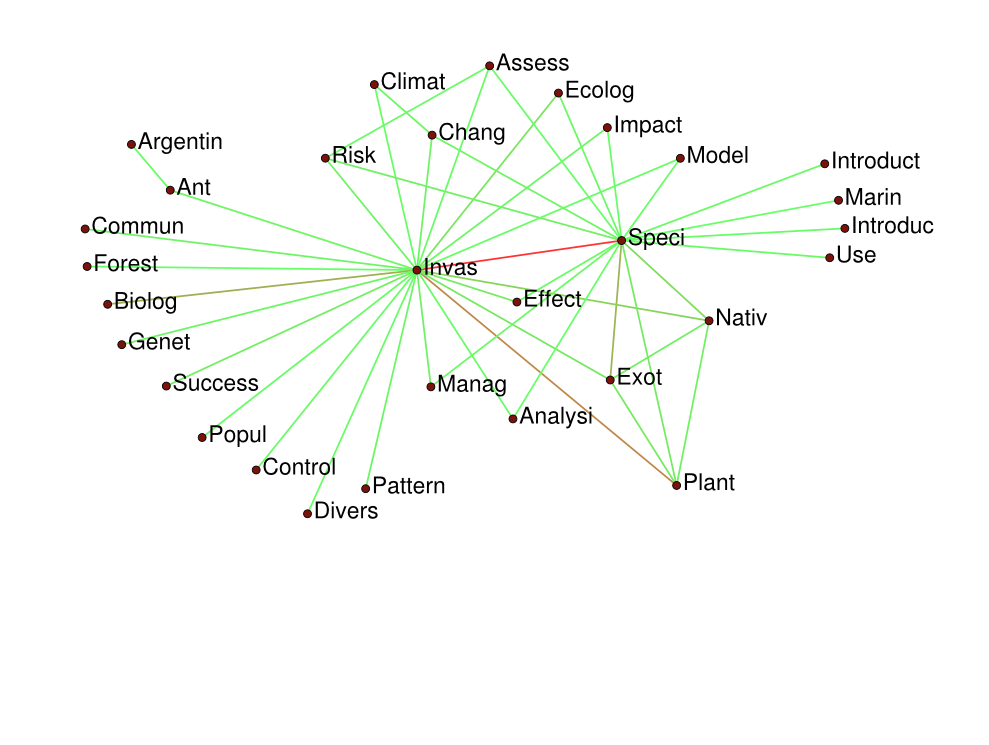 Assess
Climat
Ecolog
Impact
Chang
Argentin
Risk
Model
Introduct
Ant
Marin
Commun
Introduc
Speci
Use
Forest
Invas
Biolog
Effect
Nativ
Genet
Exot
Success
Manag
Analysi
Popul
Control
Plant
Pattern
Divers